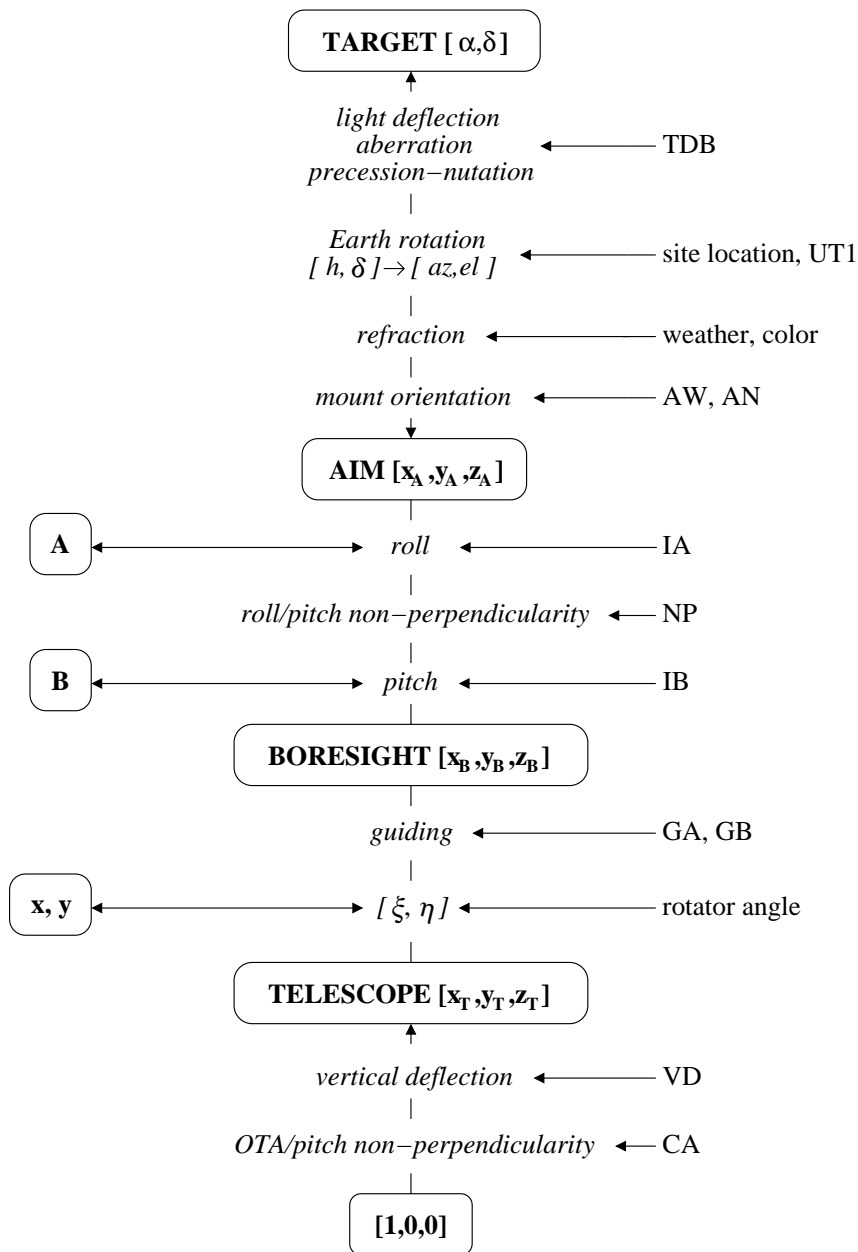 TARGET [ α,δ ]
light deflection
aberration
precession−nutation
TDB
Earth rotation
[ h, δ ]→[ az,el ]
site location, UT1
refraction
weather, color
mount orientation
AW, AN
AIM [x_A,y_A,z_A]
A
roll
IA
roll/pitch non−perpendicularity
NP
B
pitch
IB
BORESIGHT [x_B,y_B,z_B]
guiding
GA, GB
x, y
[ ξ, η ]
rotator angle
TELESCOPE [x_T,y_T,z_T]
vertical deflection
VD
OTA/pitch non−perpendicularity
CA
[1,0,0]